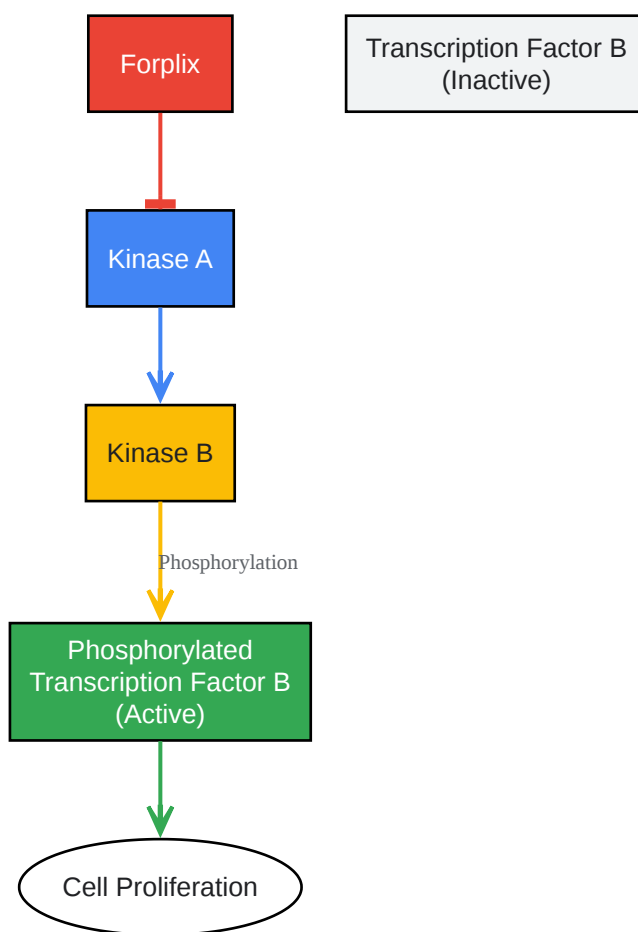 Forplix
Transcription Factor B
(Inactive)
Kinase A
Kinase B
Phosphorylation
Phosphorylated
Transcription Factor B
(Active)
Cell Proliferation